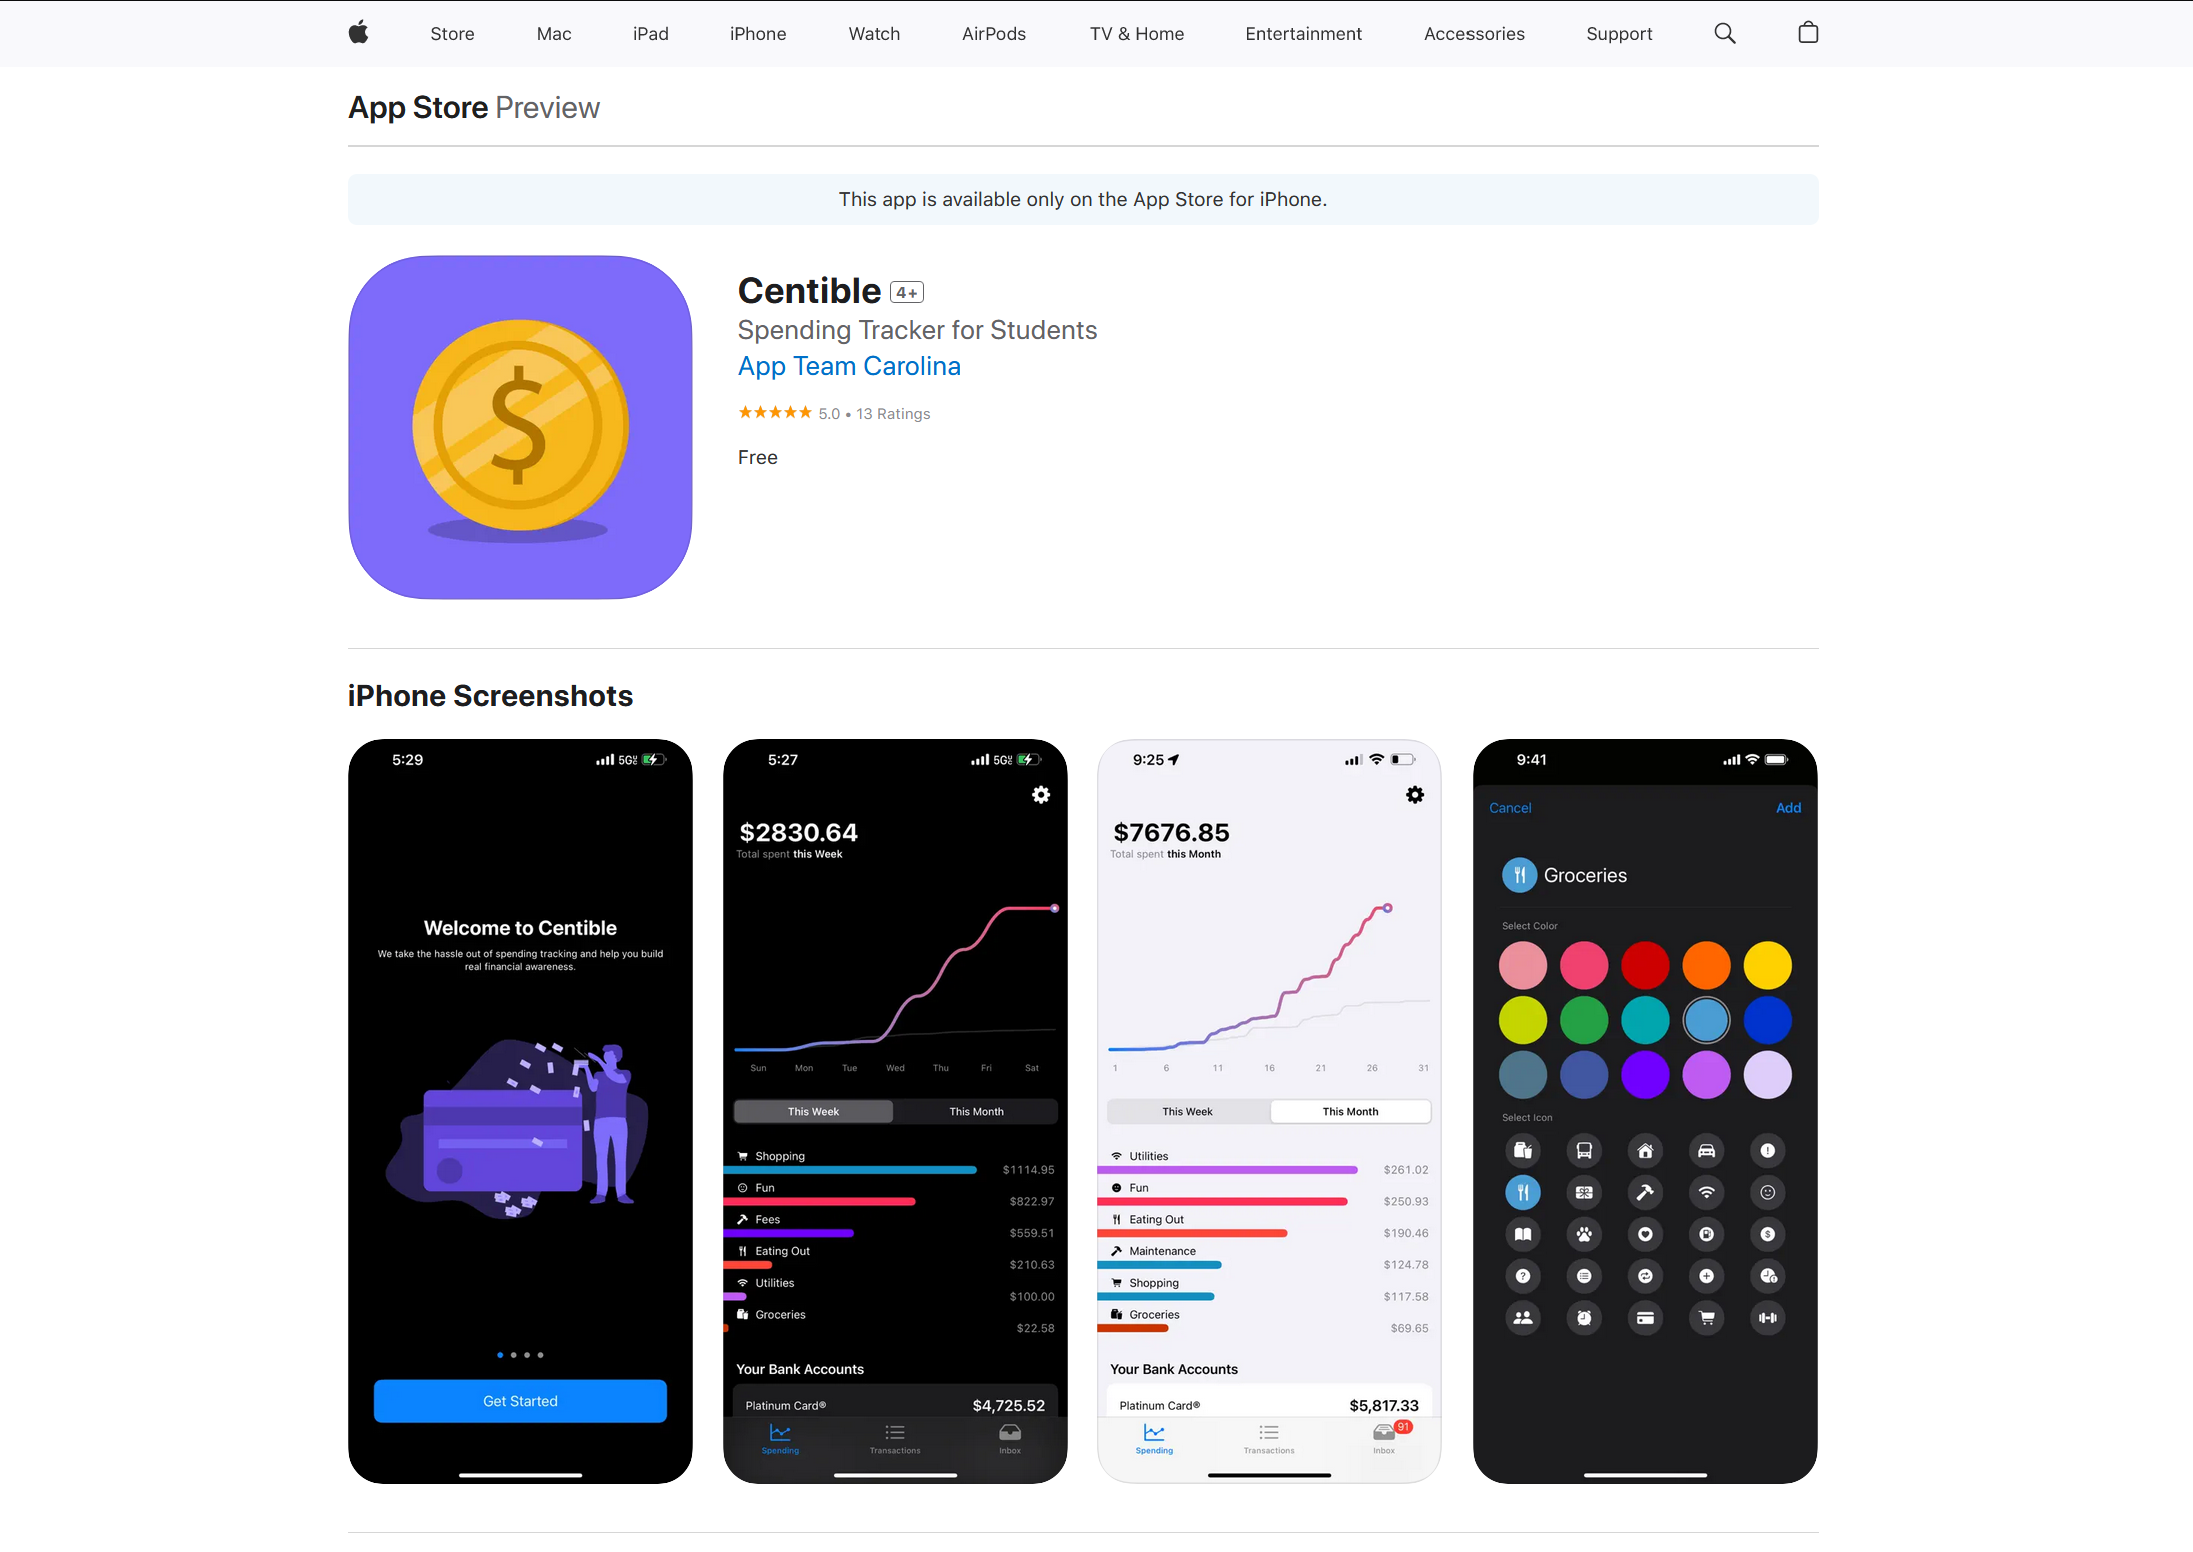 Store Mac iPad iPhone Watch AirPods TV & Home Entertainment Accessories Support
App Store Preview
This app is available only on the App Store for iPhone.
Centible 4+
Spending Tracker for Students
App Team Carolina
★★★★★ 5.0 • 13 Ratings
Free
iPhone Screenshots
5:29
Welcome to Centible
We take the hassle out of spending tracking and help you build
real financial awareness.
Get Started
5:27
$2830.64
Total spent this Week
Sun Mon Tue Wed Thu Fri Sat
This Week This Month
Shopping
$1114.95
Fun
$822.97
Fees
$559.51
Eating Out
$210.63
Utilities
$100.00
Groceries
$22.58
Your Bank Accounts
Platinum Card® $4,725.52
Spending Transactions Inbox
9:25
$7676.85
Total spent this Month
1 6 11 16 21 26 31
This Week This Month
Utilities
$261.02
Fun
$250.93
Eating Out
$190.46
Maintenance
$124.78
Shopping
$117.58
Groceries
$69.65
Your Bank Accounts
Platinum Card® $5,817.33
91
Spending Transactions Inbox
9:41
Cancel Add
Groceries
Select Color
Select Icon